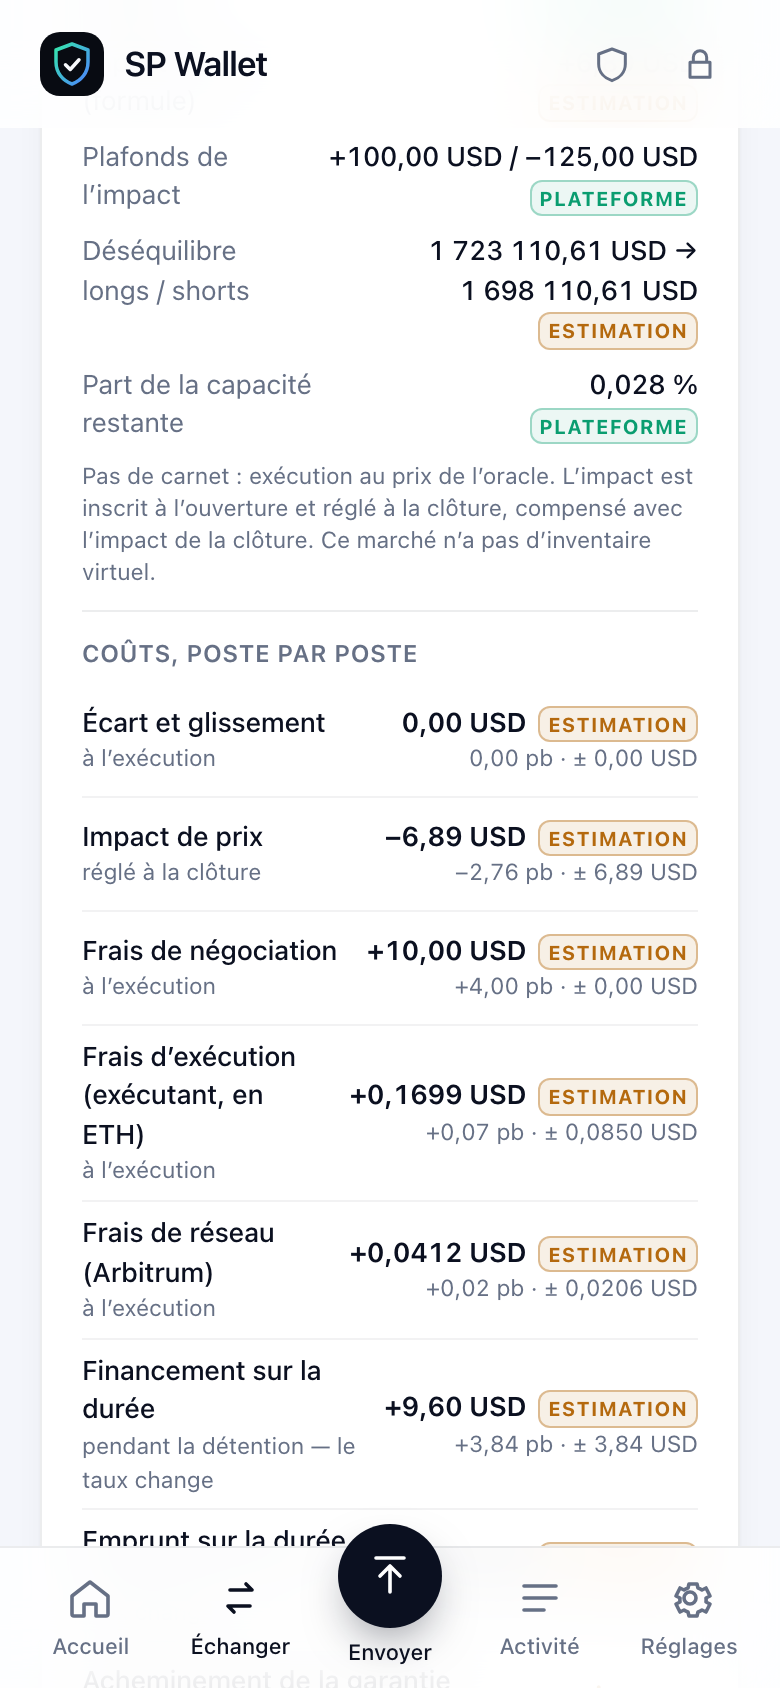 SP Wallet
(formule)
ESTIMATION
Plafonds de l’impact
+100,00 USD / −125,00 USD
PLATEFORME
Déséquilibre longs / shorts
1 723 110,61 USD →
1 698 110,61 USD
ESTIMATION
Part de la capacité restante
0,028 %
PLATEFORME
Pas de carnet : exécution au prix de l’oracle. L’impact est
inscrit à l’ouverture et réglé à la clôture, compensé avec
l’impact de la clôture. Ce marché n’a pas d’inventaire
virtuel.
COÛTS, POSTE PAR POSTE
Écart et glissement
0,00 USD ESTIMATION
à l’exécution
0,00 pb · ± 0,00 USD
Impact de prix
−6,89 USD ESTIMATION
réglé à la clôture
−2,76 pb · ± 6,89 USD
Frais de négociation
+10,00 USD ESTIMATION
à l’exécution
+4,00 pb · ± 0,00 USD
Frais d’exécution
(exécutant, en
ETH)
à l’exécution
+0,1699 USD ESTIMATION
+0,07 pb · ± 0,0850 USD
Frais de réseau
(Arbitrum)
à l’exécution
+0,0412 USD ESTIMATION
+0,02 pb · ± 0,0206 USD
Financement sur la
durée
pendant la détention — le
taux change
+9,60 USD ESTIMATION
+3,84 pb · ± 3,84 USD
Emprunt sur la durée
Acheminement de la garantie
Accueil
Échanger
Envoyer
Activité
Réglages